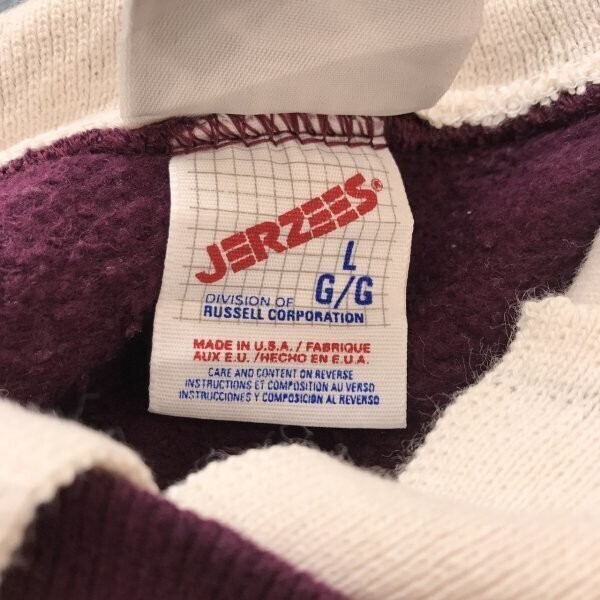 JERZEES®
L
G/G
DIVISION OF
RUSSELL CORPORATION
MADE IN U.S.A. / FABRIQUE
AUX E.U. / HECHO EN E.U.A.
CARE AND CONTENT ON REVERSE
INSTRUCTIONS ET COMPOSITION AU VERSO
INSTRUCCIONES Y COMPOSICION AL REVERSO